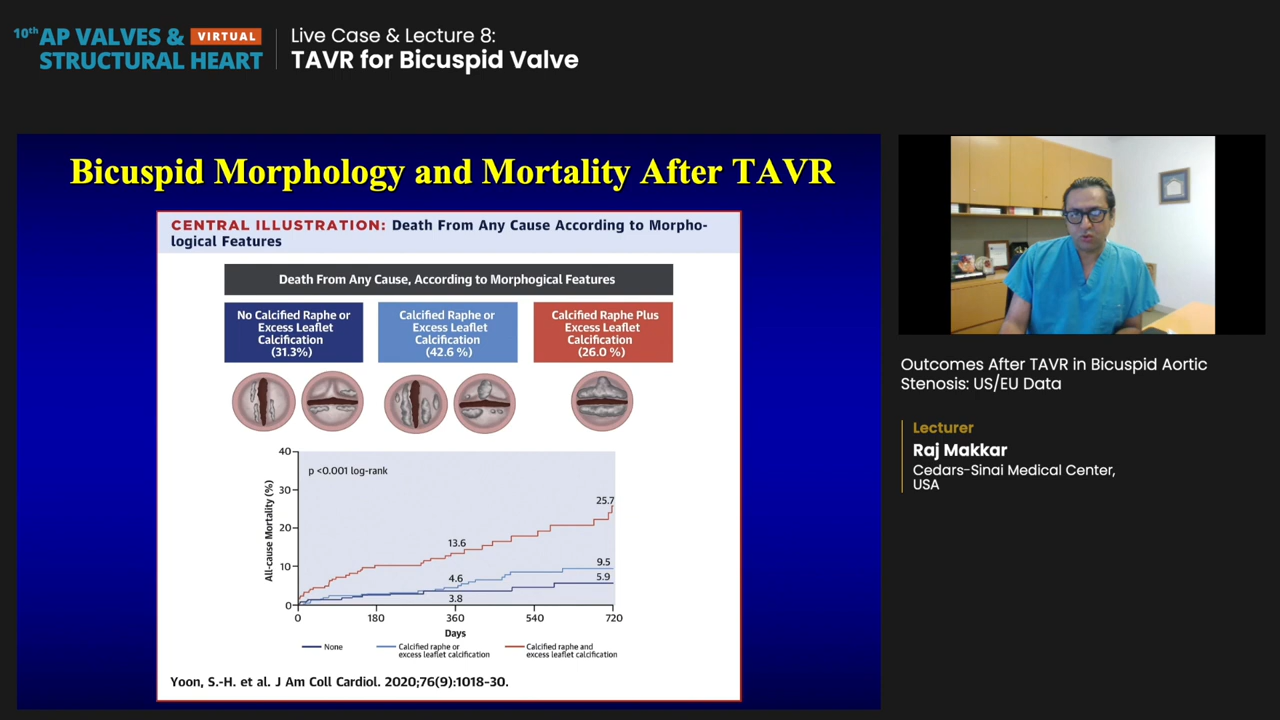 10th AP VALVES & VIRTUAL
STRUCTURAL HEART
Live Case & Lecture 8:
TAVR for Bicuspid Valve
Bicuspid Morphology and Mortality After TAVR
CENTRAL ILLUSTRATION: Death From Any Cause According to Morpho-
logical Features
Death From Any Cause, According to Morphogical Features
No Calcified Raphe or
Excess Leaflet
Calcification
(31.3%)
Calcified Raphe or
Excess Leaflet
Calcification
(42.6 %)
Calcified Raphe Plus
Excess Leaflet
Calcification
(26.0 %)
All-cause Mortality (%)
40
30
20
10
0
p <0.001 log-rank
25.7
13.6
9.5
4.6
5.9
3.8
0
180
360
540
720
Days
None
Calcified raphe or
excess leaflet calcification
Calcified raphe and
excess leaflet calcification
Yoon, S.-H. et al. J Am Coll Cardiol. 2020;76(9):1018-30.
Outcomes After TAVR in Bicuspid Aortic
Stenosis: US/EU Data
Lecturer
Raj Makkar
Cedars-Sinai Medical Center,
USA